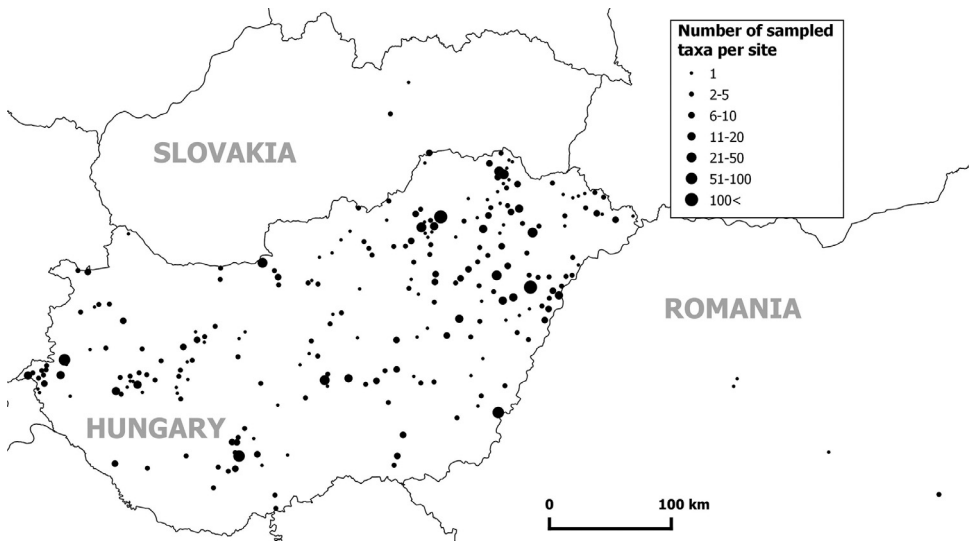 Number of sampled
taxa per site
1
2-5
6-10
11-20
21-50
51-100
100<
SLOVAKIA
ROMANIA
HUNGARY
0 100 km